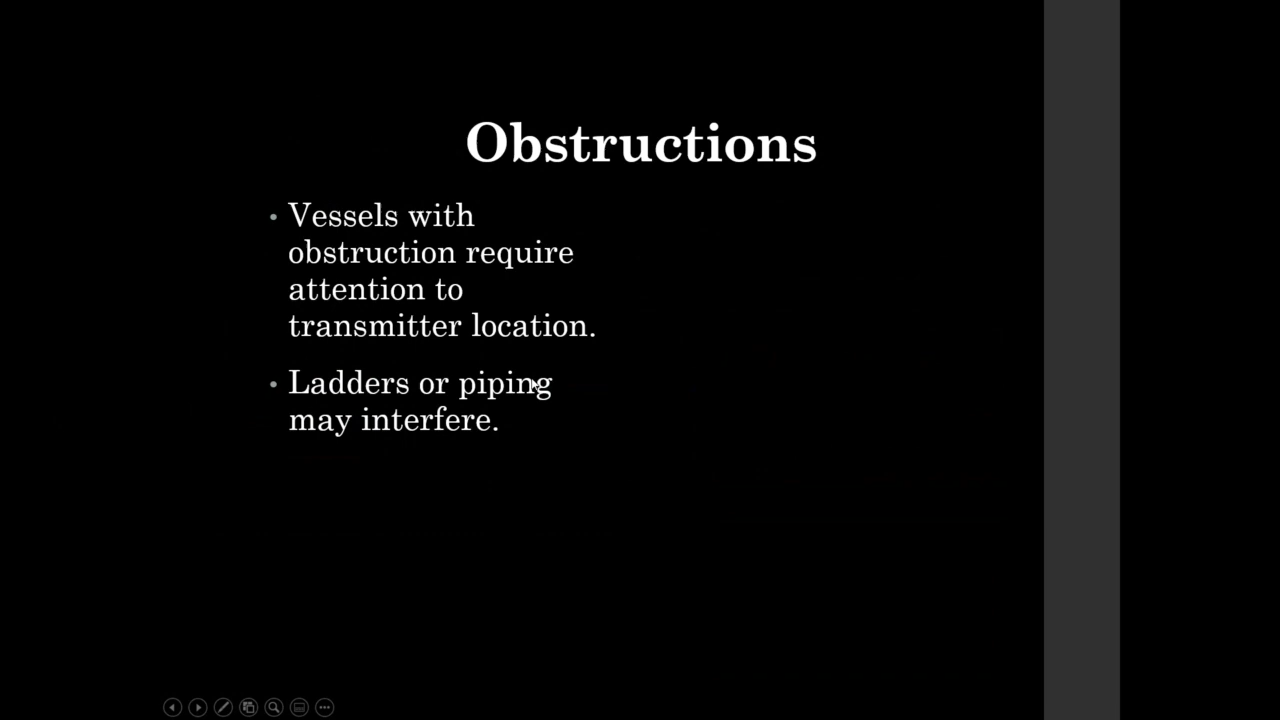 Obstructions
• Vessels with
obstruction require
attention to
transmitter location.
• Ladders or piping
may interfere.